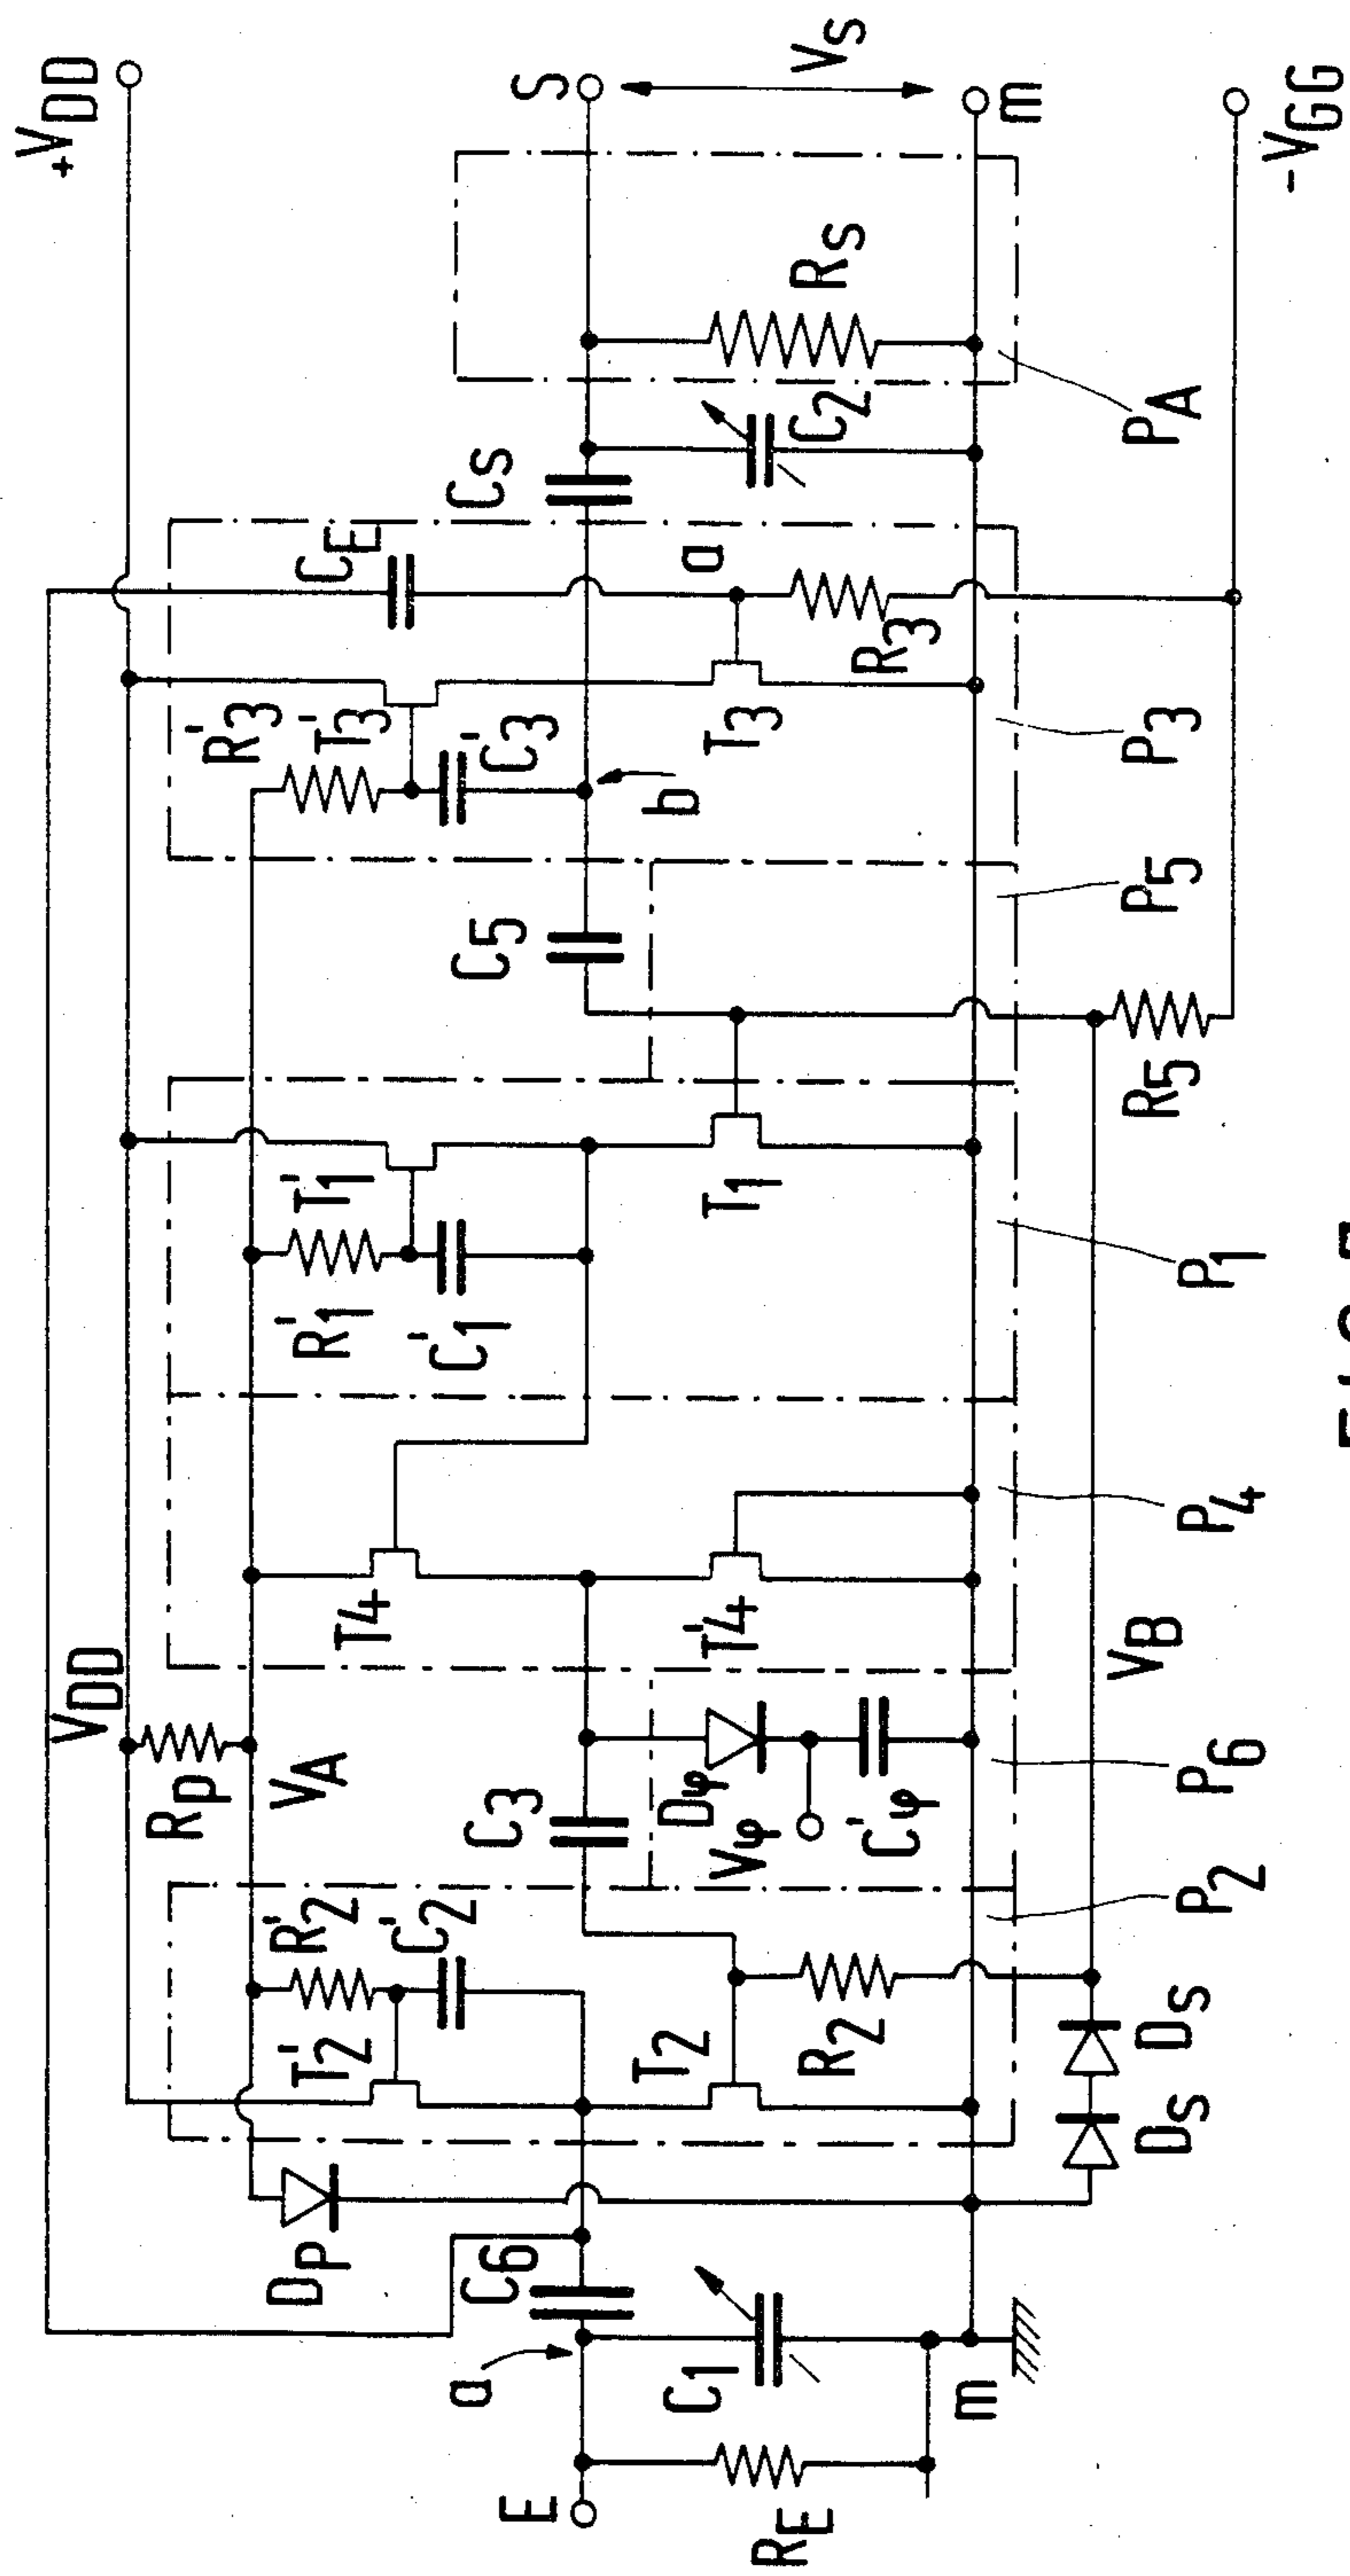 +VDD
S
VS
m
-VGG
RS
PA
C2
CS
CE
a
R3
R'3
T'3
C'3
T3
b
P3
C5
P5
R5
T'1
R'1
C'1
T1
P1
T4
T'4
P4
VDD
RP
VA
VB
C3
Dφ
Vφ
C'φ
P6
R'2
C'2
T'2
T2
R2
P2
DS
DS
DP
C6
a
C1
m
E
RE